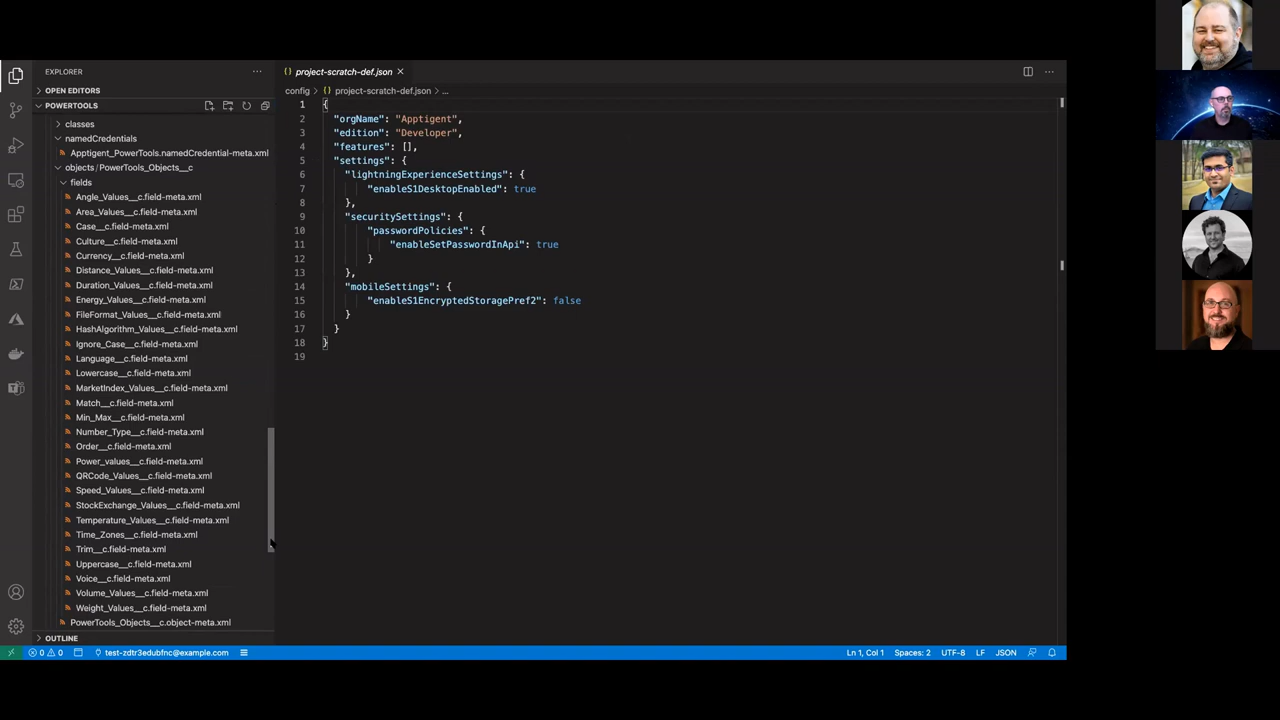 EXPLORER
···
OPEN EDITORS
POWERTOOLS
classes
namedCredentials
Apptigent_PowerTools.namedCredential-meta.xml
objects/PowerTools_Objects__c
fields
Angle_Values__c.field-meta.xml
Area_Values__c.field-meta.xml
Case__c.field-meta.xml
Culture__c.field-meta.xml
Currency__c.field-meta.xml
Distance_Values__c.field-meta.xml
Duration_Values__c.field-meta.xml
Energy_Values__c.field-meta.xml
FileFormat_Values__c.field-meta.xml
HashAlgorithm_Values__c.field-meta.xml
Ignore_Case__c.field-meta.xml
Language__c.field-meta.xml
Lowercase__c.field-meta.xml
MarketIndex_Values__c.field-meta.xml
Match__c.field-meta.xml
Min_Max__c.field-meta.xml
Number_Type__c.field-meta.xml
Order__c.field-meta.xml
Power_values__c.field-meta.xml
QRCode_Values__c.field-meta.xml
Speed_Values__c.field-meta.xml
StockExchange_Values__c.field-meta.xml
Temperature_Values__c.field-meta.xml
Time_Zones__c.field-meta.xml
Trim__c.field-meta.xml
Uppercase__c.field-meta.xml
Voice__c.field-meta.xml
Volume_Values__c.field-meta.xml
Weight_Values__c.field-meta.xml
PowerTools_Objects__c.object-meta.xml
OUTLINE
{} project-scratch-def.json ×
config > {} project-scratch-def.json > ...
1 {
2 "orgName": "Apptigent",
3 "edition": "Developer",
4 "features": [],
5 "settings": {
6 "lightningExperienceSettings": {
7 "enableS1DesktopEnabled": true
8 },
9 "securitySettings": {
10 "passwordPolicies": {
11 "enableSetPasswordInApi": true
12 }
13 },
14 "mobileSettings": {
15 "enableS1EncryptedStoragePref2": false
16 }
17 }
18 }
19
0 0 test-zdtr3edubfnc@example.com Ln 1, Col 1 Spaces: 2 UTF-8 LF JSON